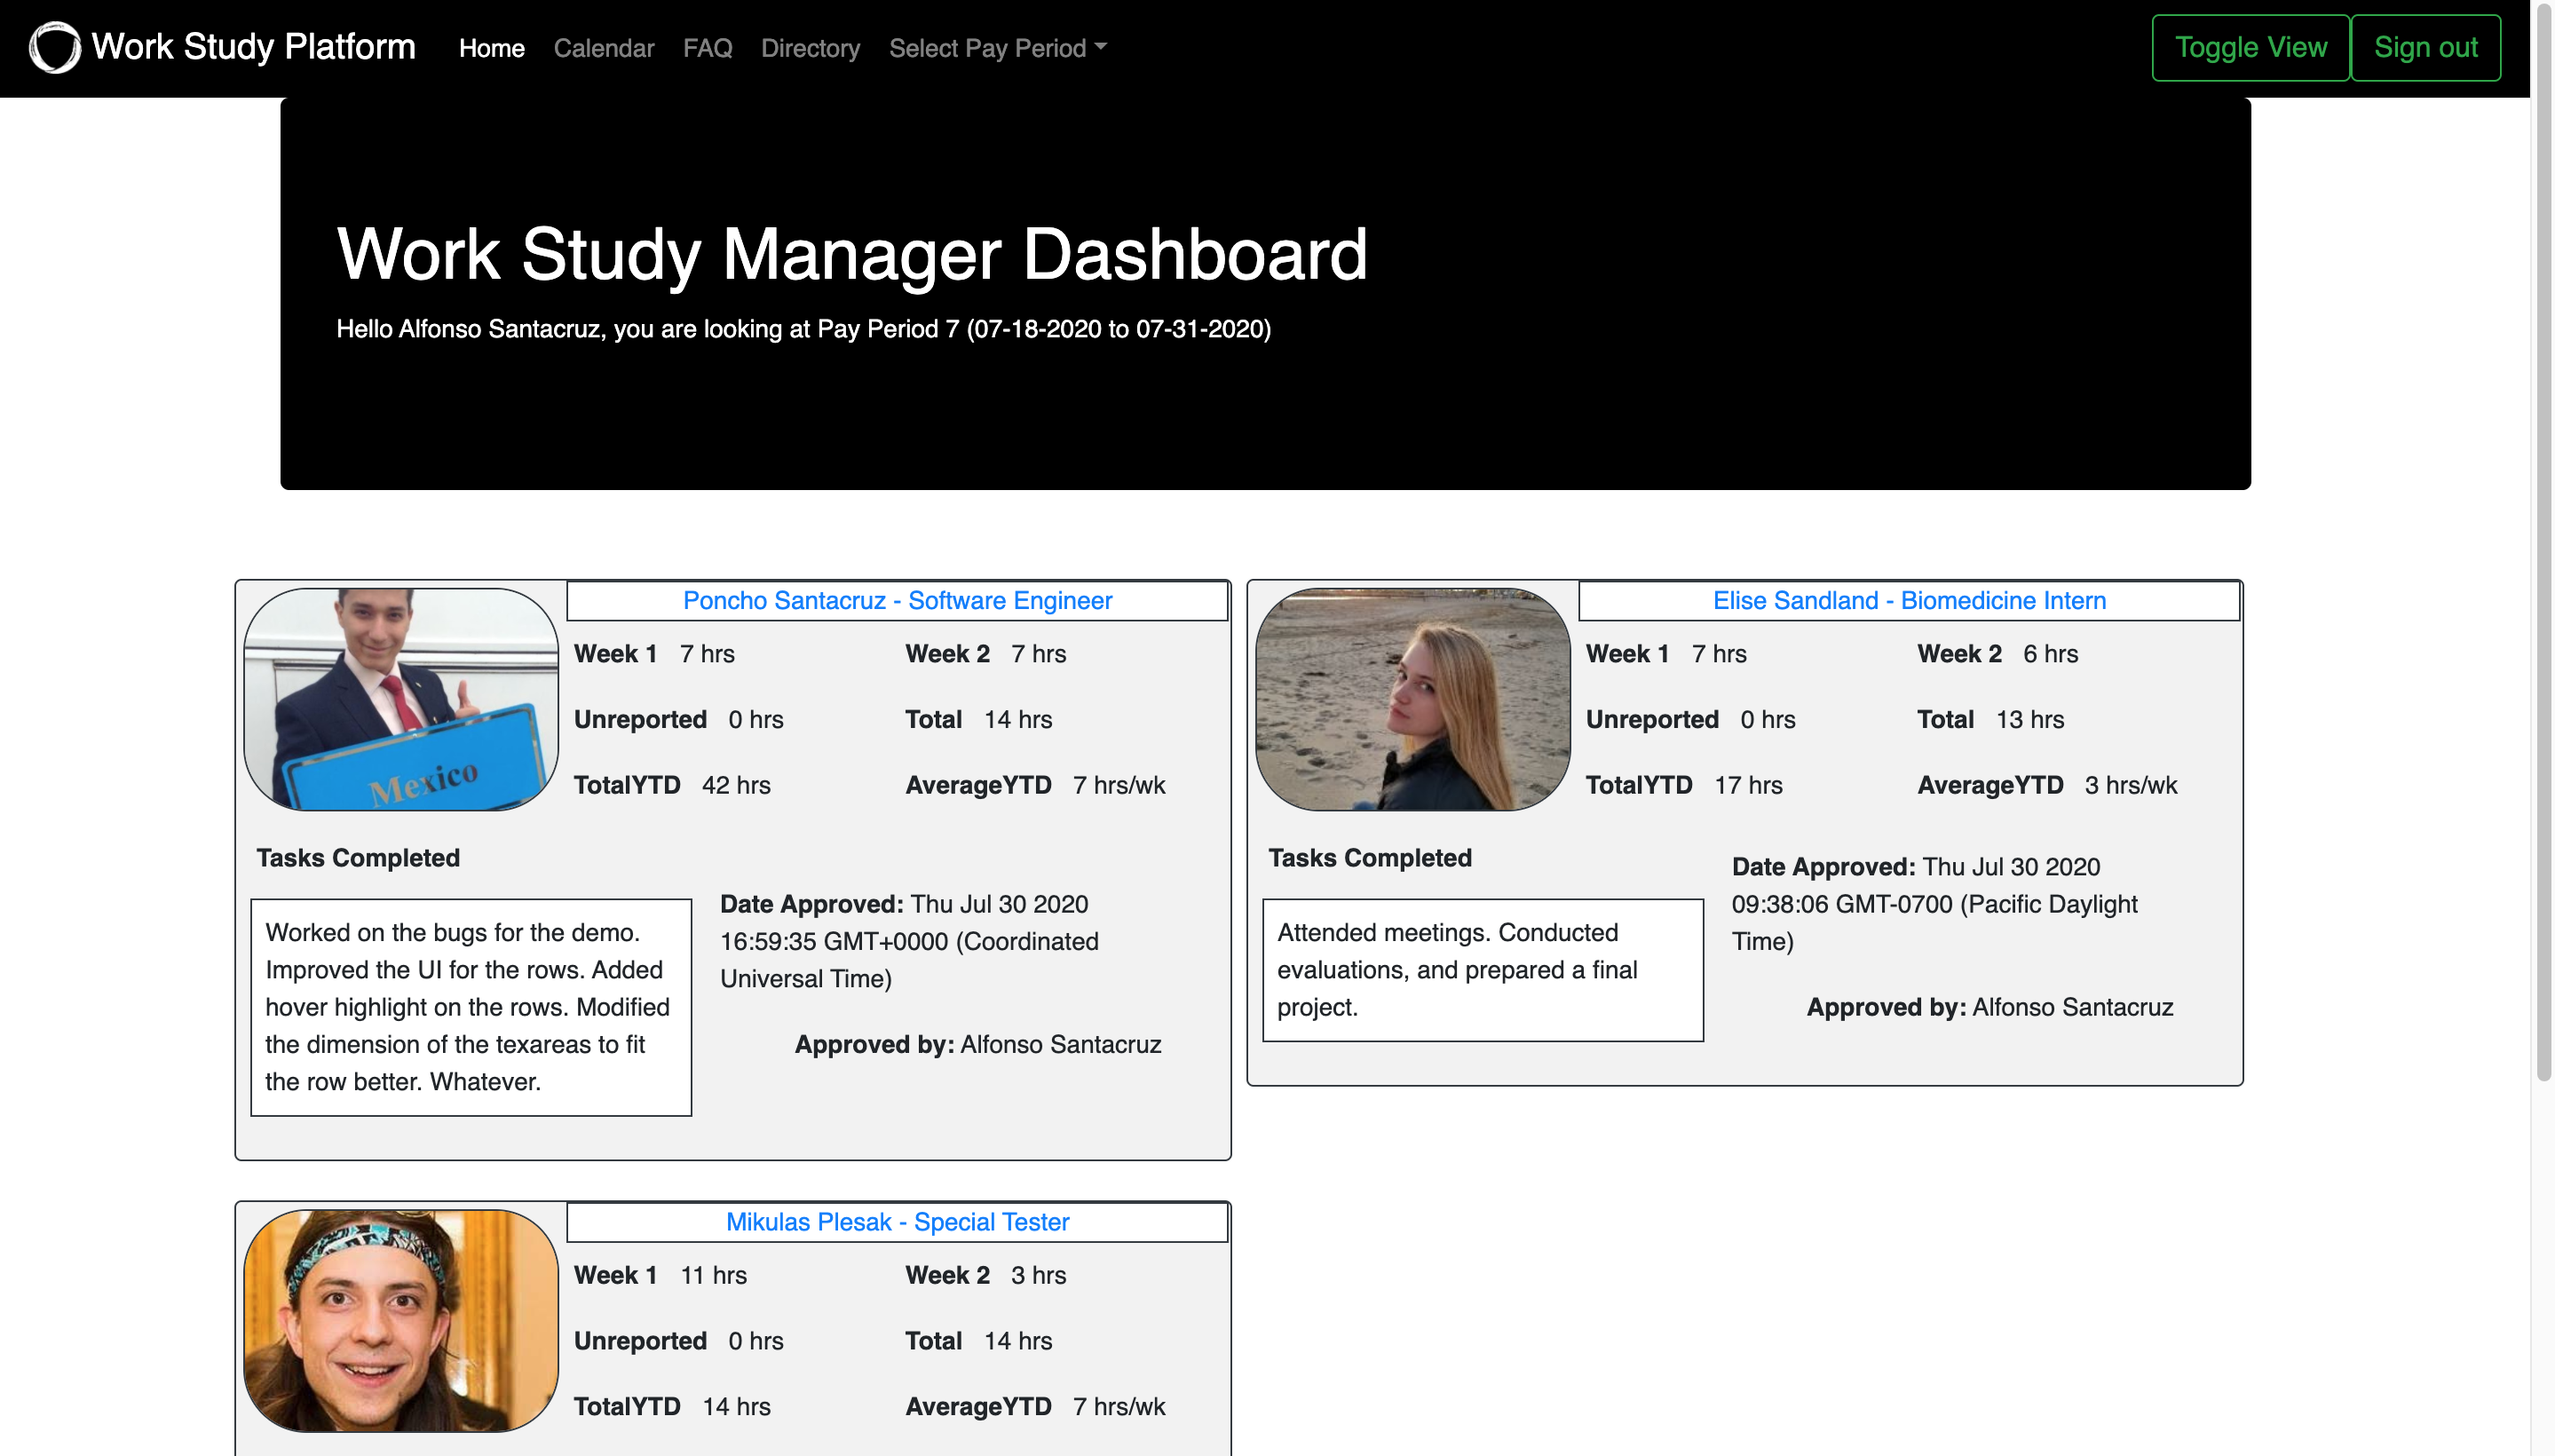 Work Study Platform Home Calendar FAQ Directory Select Pay Period Toggle View Sign out
Work Study Manager Dashboard
Hello Alfonso Santacruz, you are looking at Pay Period 7 (07-18-2020 to 07-31-2020)
Poncho Santacruz - Software Engineer
Mexico
Week 1 7 hrs Week 2 7 hrs
Unreported 0 hrs Total 14 hrs
TotalYTD 42 hrs AverageYTD 7 hrs/wk
Tasks Completed
Worked on the bugs for the demo.
Improved the UI for the rows. Added
hover highlight on the rows. Modified
the dimension of the texareas to fit
the row better. Whatever.
Date Approved: Thu Jul 30 2020
16:59:35 GMT+0000 (Coordinated
Universal Time)
Approved by: Alfonso Santacruz
Elise Sandland - Biomedicine Intern
Week 1 7 hrs Week 2 6 hrs
Unreported 0 hrs Total 13 hrs
TotalYTD 17 hrs AverageYTD 3 hrs/wk
Tasks Completed
Attended meetings. Conducted
evaluations, and prepared a final
project.
Date Approved: Thu Jul 30 2020
09:38:06 GMT-0700 (Pacific Daylight
Time)
Approved by: Alfonso Santacruz
Mikulas Plesak - Special Tester
Week 1 11 hrs Week 2 3 hrs
Unreported 0 hrs Total 14 hrs
TotalYTD 14 hrs AverageYTD 7 hrs/wk